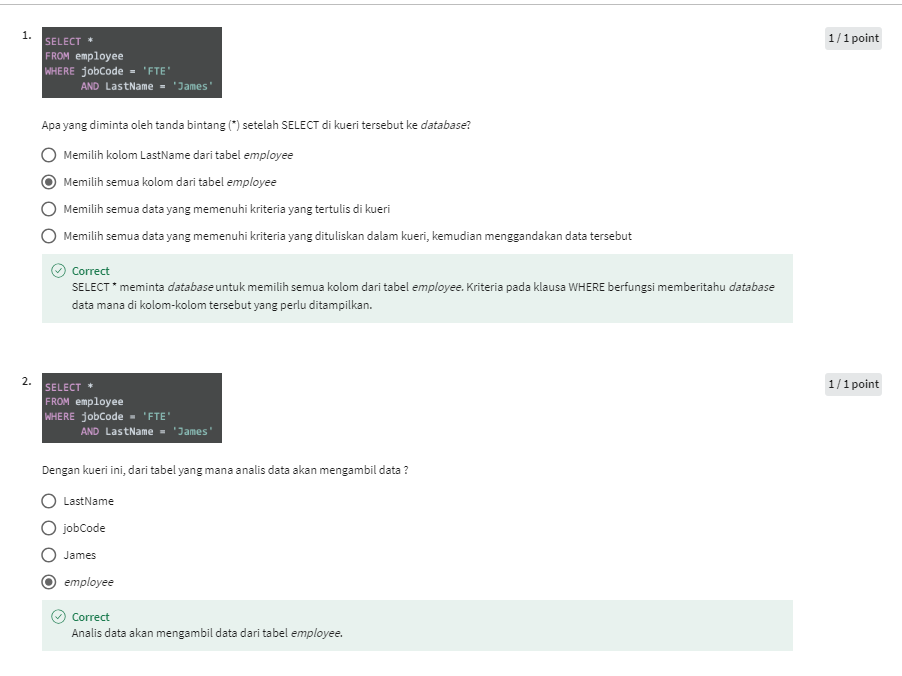 1.
SELECT *
FROM employee
WHERE jobCode = 'FTE'
AND LastName = 'James'
1 / 1 point
Apa yang diminta oleh tanda bintang (*) setelah SELECT di kueri tersebut ke database?
Memilih kolom LastName dari tabel employee
Memilih semua kolom dari tabel employee
Memilih semua data yang memenuhi kriteria yang tertulis di kueri
Memilih semua data yang memenuhi kriteria yang dituliskan dalam kueri, kemudian menggandakan data tersebut
Correct
SELECT * meminta database untuk memilih semua kolom dari tabel employee. Kriteria pada klausa WHERE berfungsi memberitahu database
data mana di kolom-kolom tersebut yang perlu ditampilkan.
2.
SELECT *
FROM employee
WHERE jobCode = 'FTE'
AND LastName = 'James'
1 / 1 point
Dengan kueri ini, dari tabel yang mana analis data akan mengambil data ?
LastName
jobCode
James
employee
Correct
Analis data akan mengambil data dari tabel employee.